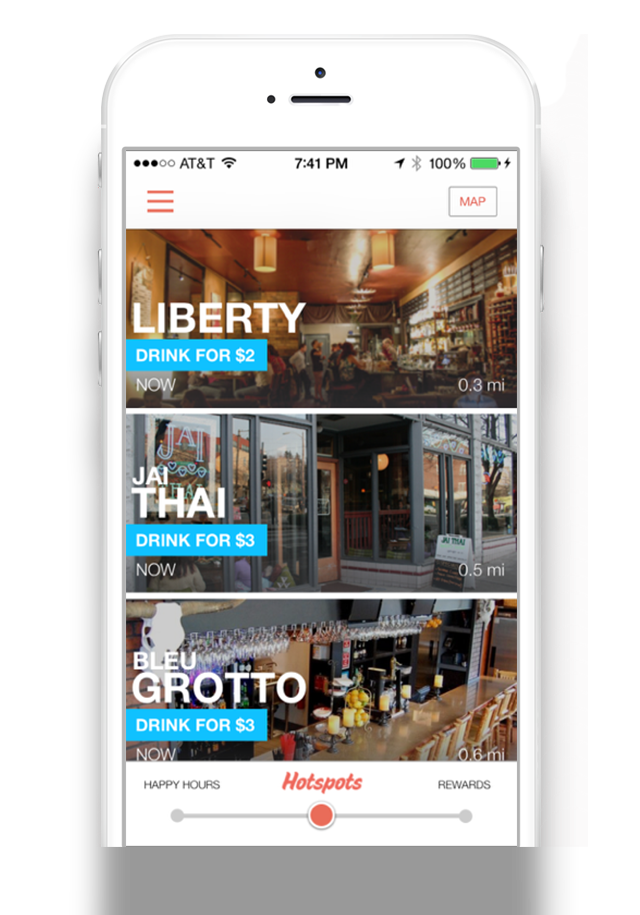 AT&T 7:41 PM 100%
MAP
LIBERTY
DRINK FOR $2
NOW 0.3 mi
JAI
THAI
JAI
THAI
DRINK FOR $3
NOW 0.5 mi
BLEU
GROTTO
DRINK FOR $3
NOW 0.6 mi
HAPPY HOURS Hotspots REWARDS